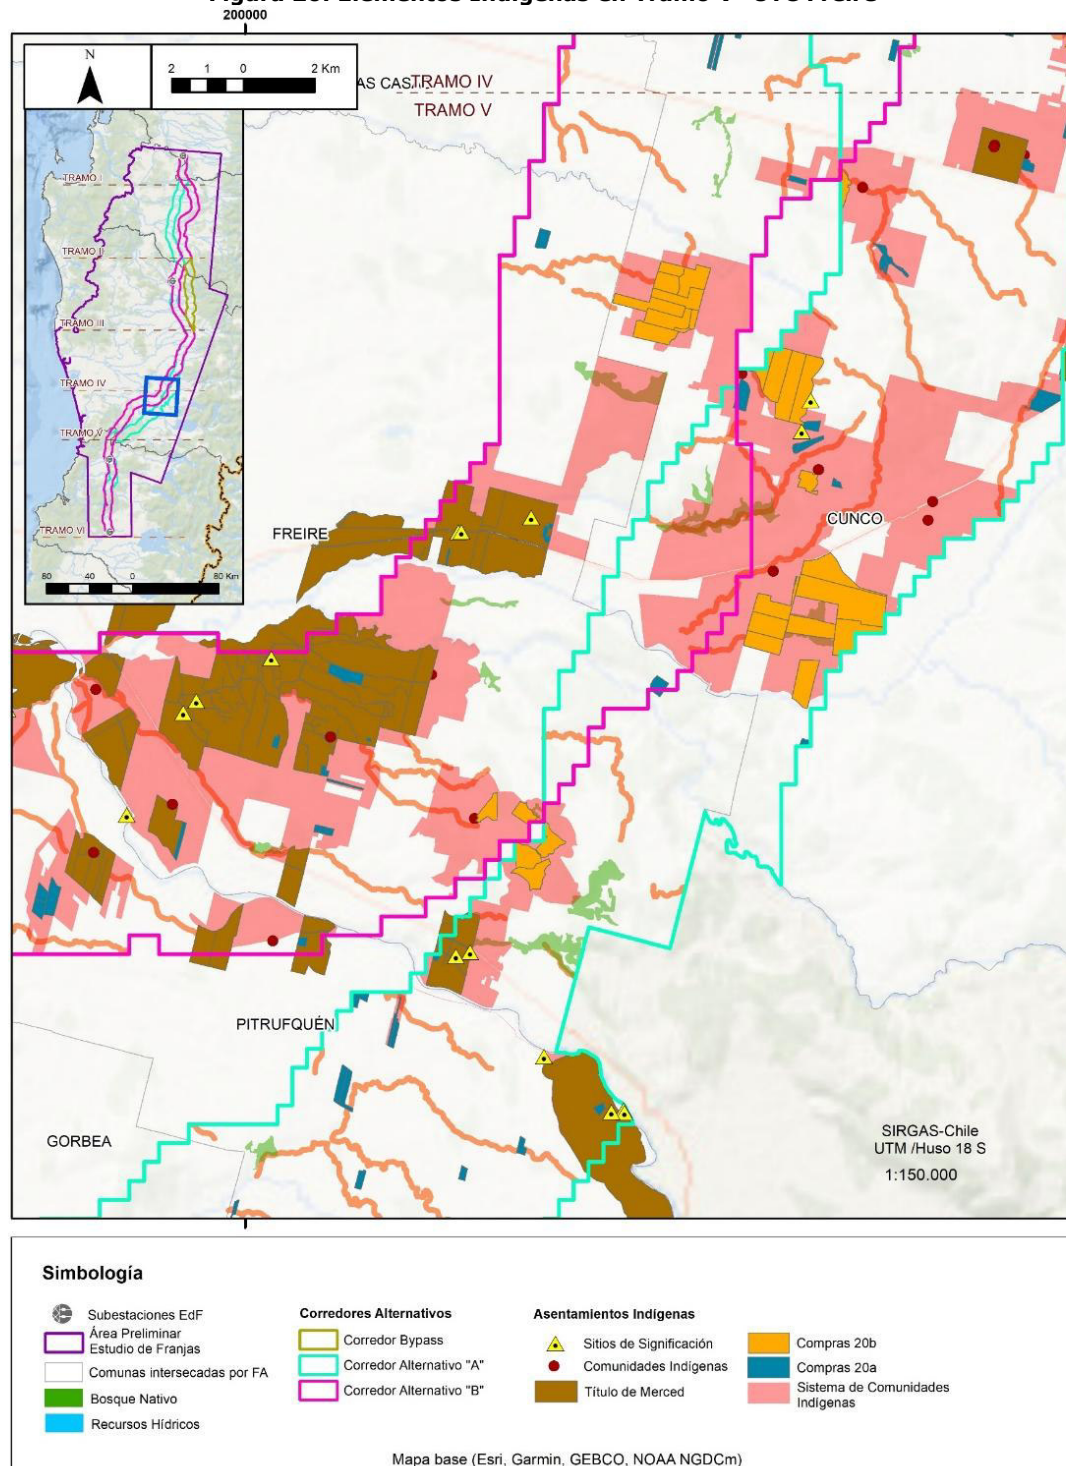 200000
N
2 1 0 2 Km
TRAMO IV
TRAMO V
TRAMO I
TRAMO III
TRAMO IV
TRAMO V
TRAMO VI
80 40 0 80 Km
FREIRE
CUNCO
PITRUFQUÉN
GORBEA
SIRGAS-Chile
UTM /Huso 18 S
1:150.000
Simbología
Subestaciones EdF
Área Preliminar
Estudio de Franjas
Comunas intersecadas por FA
Bosque Nativo
Recursos Hídricos
Corredores Alternativos
Corredor Bypass
Corredor Alternativo "A"
Corredor Alternativo "B"
Asentamientos Indígenas
Sitios de Significación
Comunidades Indígenas
Título de Merced
Compras 20b
Compras 20a
Sistema de Comunidades
Indígenas
Mapa base (Esri, Garmin, GEBCO, NOAA NGDCm)